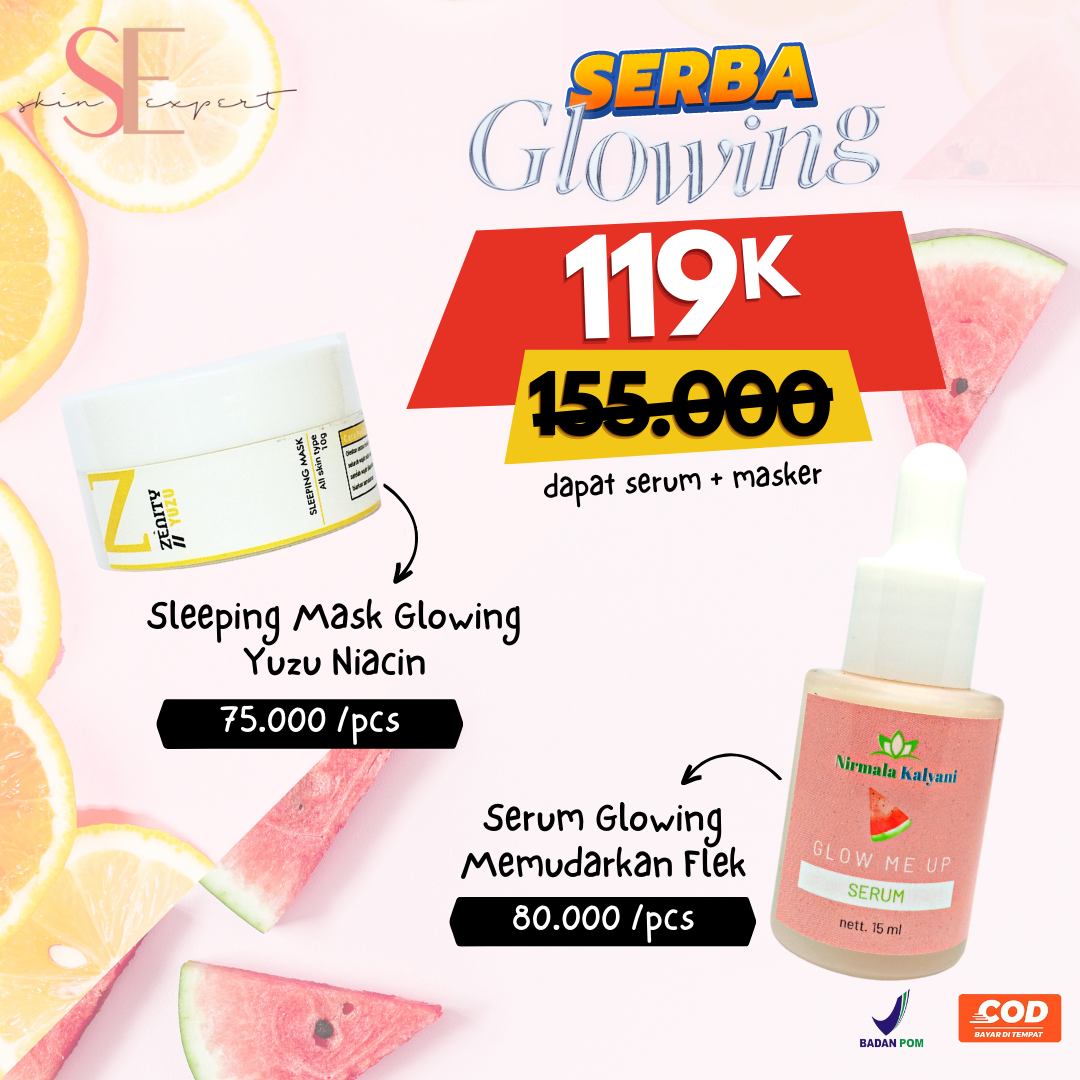 SE
skin expert
SERBA
Glowing
119K
155.000
dapat serum + masker
Z
ZENITY
YUZU
SLEEPING MASK
All skin type
10g
Sleeping Mask Glowing
Yuzu Niacin
75.000 /pcs
Serum Glowing
Memudarkan Flek
80.000 /pcs
Nirmala Kalyani
GLOW ME UP
SERUM
nett. 15 ml
BADAN POM
COD
BAYAR DI TEMPAT